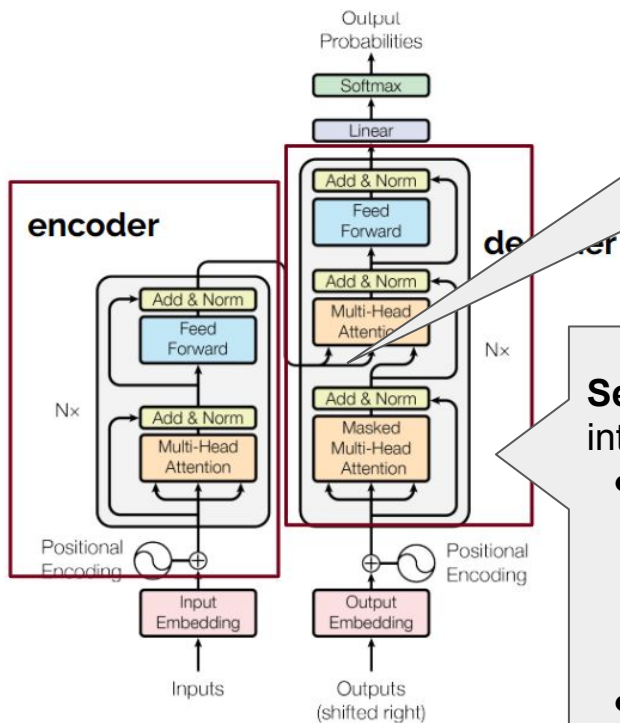 Output
Probabilities
Softmax
Linear
encoder
Add & Norm
Feed
Forward
Add & Norm
Multi-Head
Attention
Nx
Positional
Encoding
Input
Embedding
Inputs
Add & Norm
Feed
Forward
Add & Norm
Multi-Head
Nx
Add & Norm
Masked
Multi-Head
Attention
Positional
Encoding
Output
Embedding
Outputs
(shifted right)